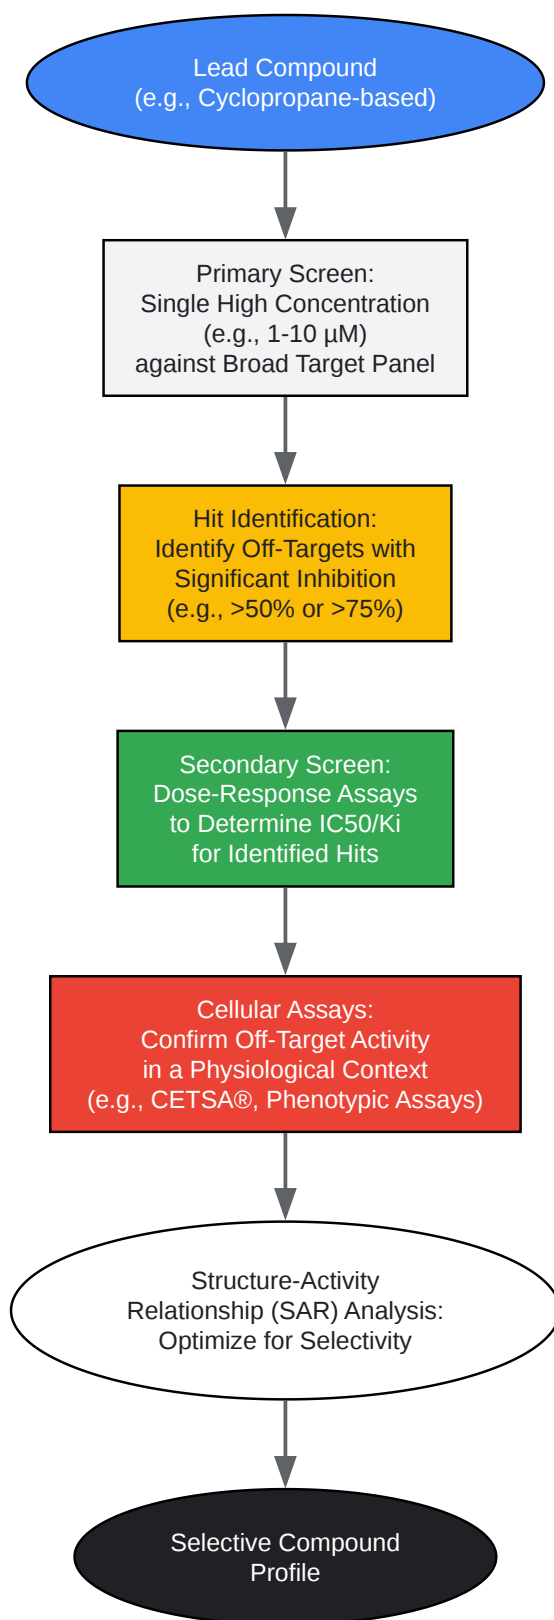 Lead Compound
(e.g., Cyclopropane-based)
Primary Screen:
Single High Concentration
(e.g., 1-10 µM)
against Broad Target Panel
Hit Identification:
Identify Off-Targets with
Significant Inhibition
(e.g., >50% or >75%)
Secondary Screen:
Dose-Response Assays
to Determine IC50/Ki
for Identified Hits
Cellular Assays:
Confirm Off-Target Activity
in a Physiological Context
(e.g., CETSA®, Phenotypic Assays)
Structure-Activity
Relationship (SAR) Analysis:
Optimize for Selectivity
Selective Compound
Profile